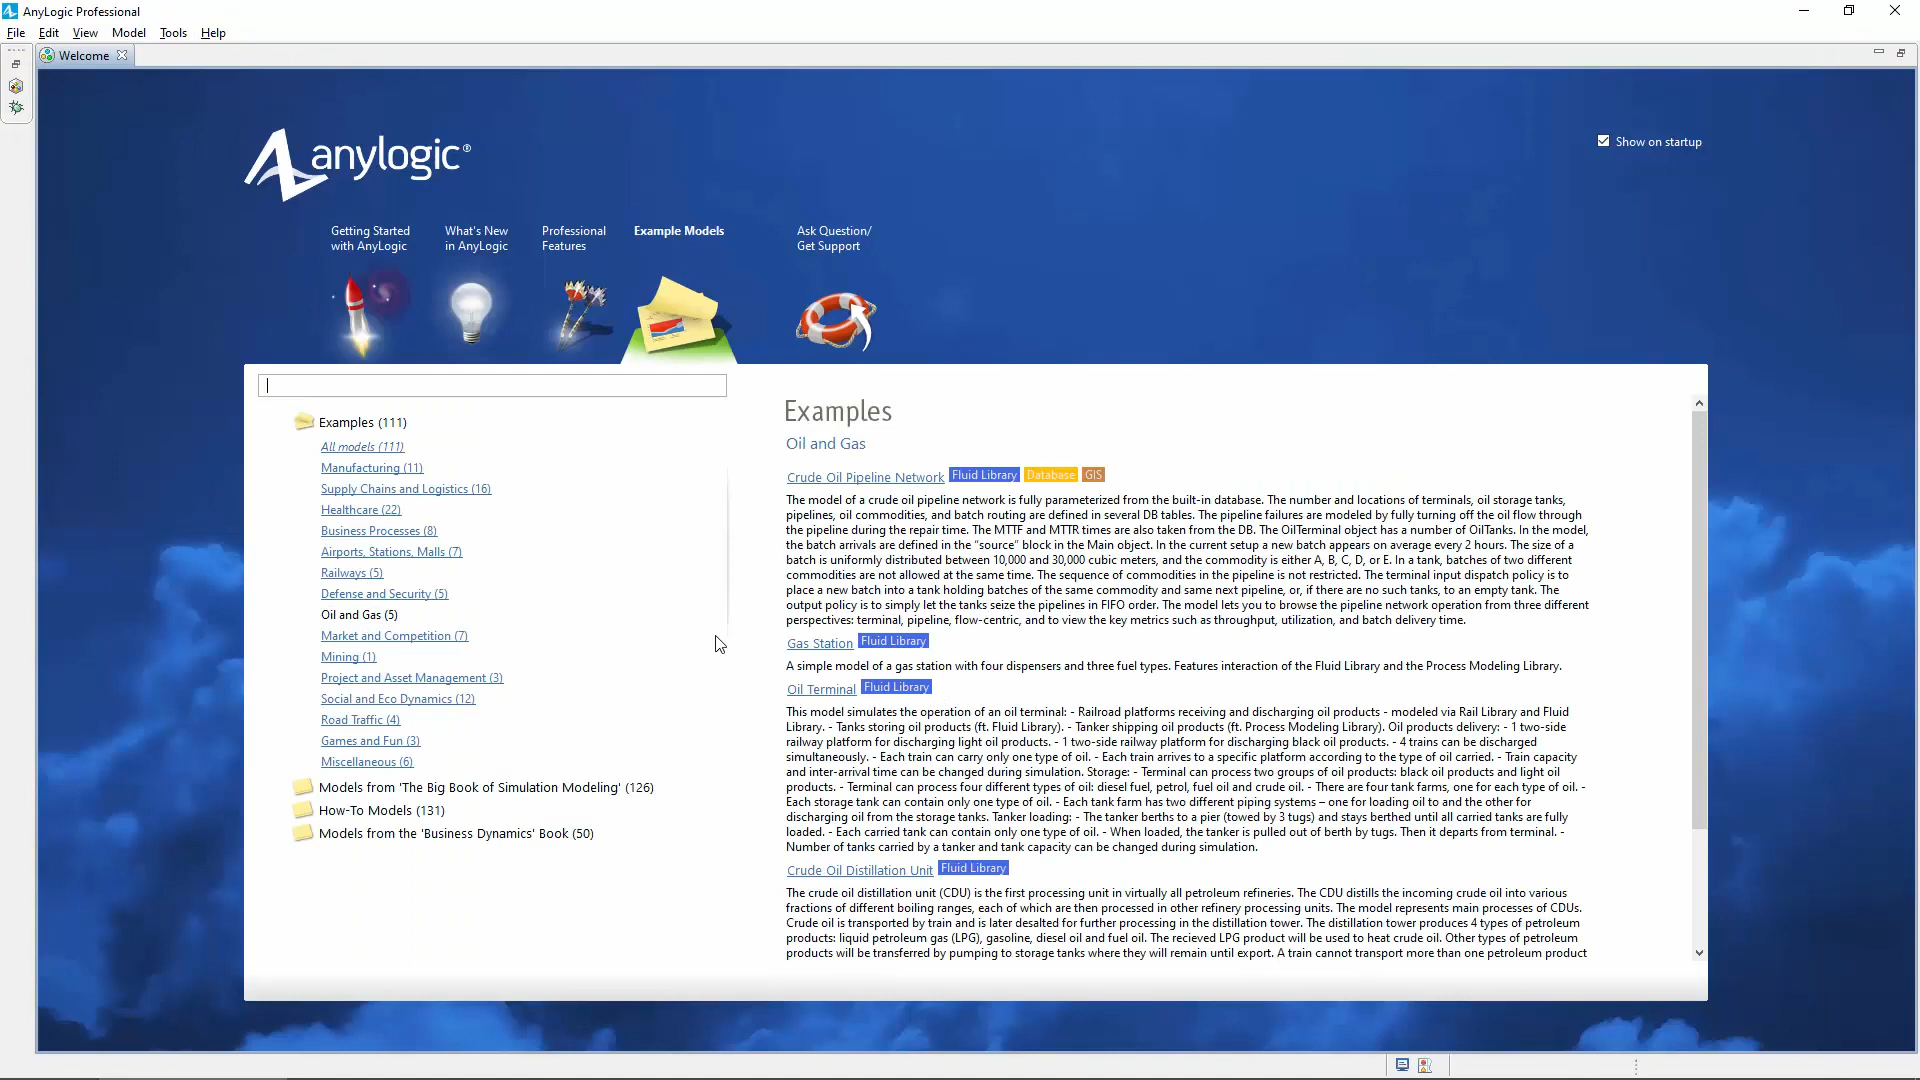 AnyLogic Professional
File Edit View Model Tools Help
Welcome
anylogic®
Show on startup
Getting Started with AnyLogic
What's New in AnyLogic
Professional Features
Example Models
Ask Question/ Get Support
Examples (111)
All models (111)
Manufacturing (11)
Supply Chains and Logistics (16)
Healthcare (22)
Business Processes (8)
Airports, Stations, Malls (7)
Railways (5)
Defense and Security (5)
Oil and Gas (5)
Market and Competition (7)
Mining (1)
Project and Asset Management (3)
Social and Eco Dynamics (12)
Road Traffic (4)
Games and Fun (3)
Miscellaneous (6)
Models from 'The Big Book of Simulation Modeling' (126)
How-To Models (131)
Models from the 'Business Dynamics' Book (50)
Examples
Oil and Gas
Crude Oil Pipeline Network Fluid Library Database GIS
The model of a crude oil pipeline network is fully parameterized from the built-in database. The number and locations of terminals, oil storage tanks,
pipelines, oil commodities, and batch routing are defined in several DB tables. The pipeline failures are modeled by fully turning off the oil flow through
the pipeline during the repair time. The MTTF and MTTR times are also taken from the DB. The OilTerminal object has a number of OilTanks. In the model,
the batch arrivals are defined in the “source” block in the Main object. In the current setup a new batch appears on average every 2 hours. The size of a
batch is uniformly distributed between 10,000 and 30,000 cubic meters, and the commodity is either A, B, C, D, or E. In a tank, batches of two different
commodities are not allowed at the same time. The sequence of commodities in the pipeline is not restricted. The terminal input dispatch policy is to
place a new batch into a tank holding batches of the same commodity and same next pipeline, or, if there are no such tanks, to an empty tank. The
output policy is to simply let the tanks seize the pipelines in FIFO order. The model lets you to browse the pipeline network operation from three different
perspectives: terminal, pipeline, flow-centric, and to view the key metrics such as throughput, utilization, and batch delivery time.
Gas Station Fluid Library
A simple model of a gas station with four dispensers and three fuel types. Features interaction of the Fluid Library and the Process Modeling Library.
Oil Terminal Fluid Library
This model simulates the operation of an oil terminal: - Railroad platforms receiving and discharging oil products - modeled via Rail Library and Fluid
Library. - Tanks storing oil products (ft. Fluid Library). - Tanker shipping oil products (ft. Process Modeling Library). Oil products delivery: - 1 two-side
railway platform for discharging light oil products. - 1 two-side railway platform for discharging black oil products. - 4 trains can be discharged
simultaneously. - Each train can carry only one type of oil. - Each train arrives to a specific platform according to the type of oil carried. - Train capacity
and inter-arrival time can be changed during simulation. Storage: - Terminal can process two groups of oil products: black oil products and light oil
products. - Terminal can process four different types of oil: diesel fuel, petrol, fuel oil and crude oil. - There are four tank farms, one for each type of oil. -
Each storage tank can contain only one type of oil. - Each tank farm has two different piping systems – one for loading oil to and the other for
discharging oil from the storage tanks. Tanker loading: - The tanker berths to a pier (towed by 3 tugs) and stays berthed until all carried tanks are fully
loaded. - Each carried tank can contain only one type of oil. - When loaded, the tanker is pulled out of berth by tugs. Then it departs from terminal. -
Number of tanks carried by a tanker and tank capacity can be changed during simulation.
Crude Oil Distillation Unit Fluid Library
The crude oil distillation unit (CDU) is the first processing unit in virtually all petroleum refineries. The CDU distills the incoming crude oil into various
fractions of different boiling ranges, each of which are then processed in other refinery processing units. The model represents main processes of CDUs.
Crude oil is transported by train and is later desalted for further processing in the distillation tower. The distillation tower produces 4 types of petroleum
products: liquid petroleum gas (LPG), gasoline, diesel oil and fuel oil. The recieved LPG product will be used to heat crude oil. Other types of petroleum
products will be transferred by pumping to storage tanks where they will remain until export. A train cannot transport more than one petroleum product